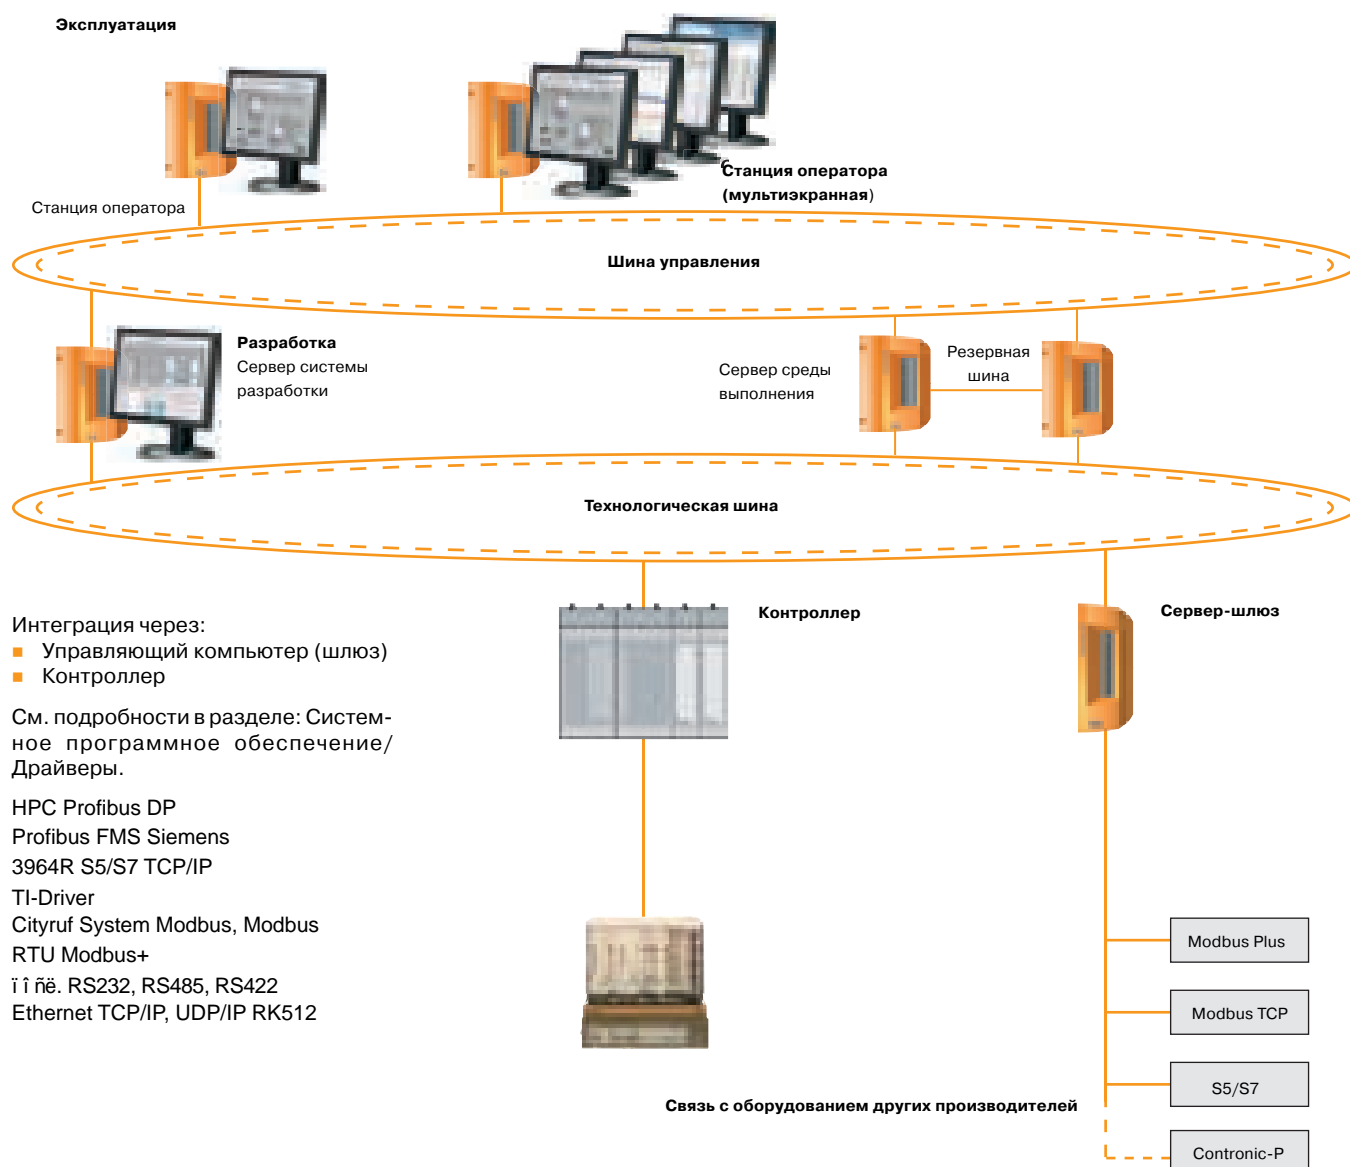 Эксплуатация
Станция оператора
(мультиэкранная)
Станция оператора
Шина управления
Разработка
Сервер системы
разработки
Сервер среды
выполнения
Резервная
шина
Технологическая шина
Контроллер
Сервер-шлюз
Интеграция через:
Управляющий компьютер (шлюз)
Контроллер
См. подробности в разделе: Систем-
ное программное обеспечение/
Драйверы.
HPC Profibus DP
Profibus FMS Siemens
3964R S5/S7 TCP/IP
TI-Driver
Cityruf System Modbus, Modbus
RTU Modbus+
ï î ñë. RS232, RS485, RS422
Ethernet TCP/IP, UDP/IP RK512
Modbus Plus
Modbus TCP
S5/S7
Связь с оборудованием других производителей
Contronic-P